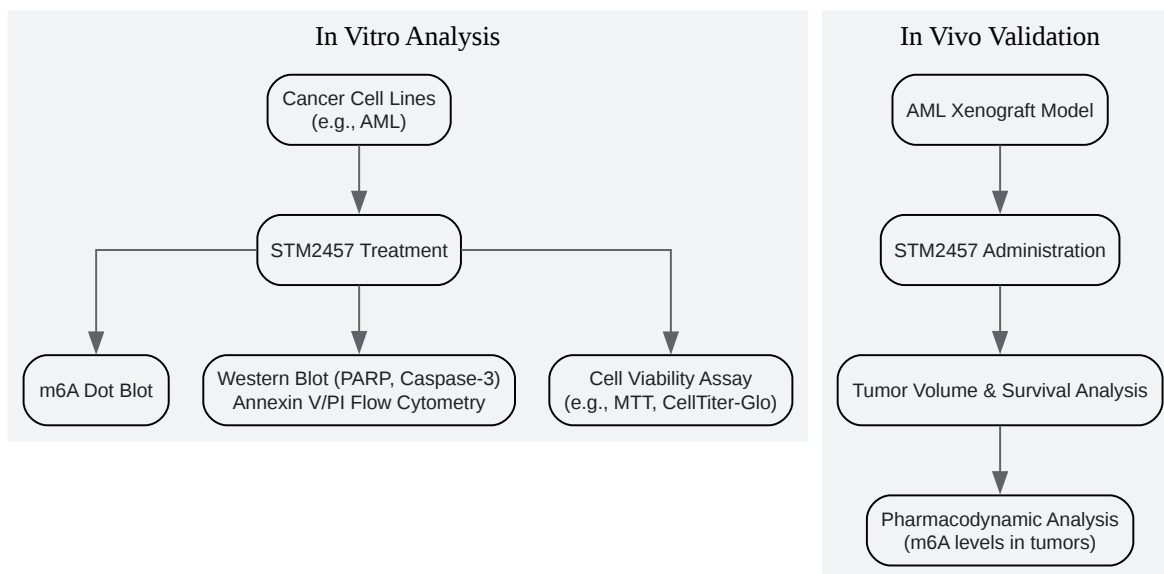 In Vitro Analysis
Cancer Cell Lines
(e.g., AML)
STM2457 Treatment
m6A Dot Blot
Western Blot (PARP, Caspase-3)
Annexin V/PI Flow Cytometry
Cell Viability Assay
(e.g., MTT, CellTiter-Glo)
In Vivo Validation
AML Xenograft Model
STM2457 Administration
Tumor Volume & Survival Analysis
Pharmacodynamic Analysis
(m6A levels in tumors)